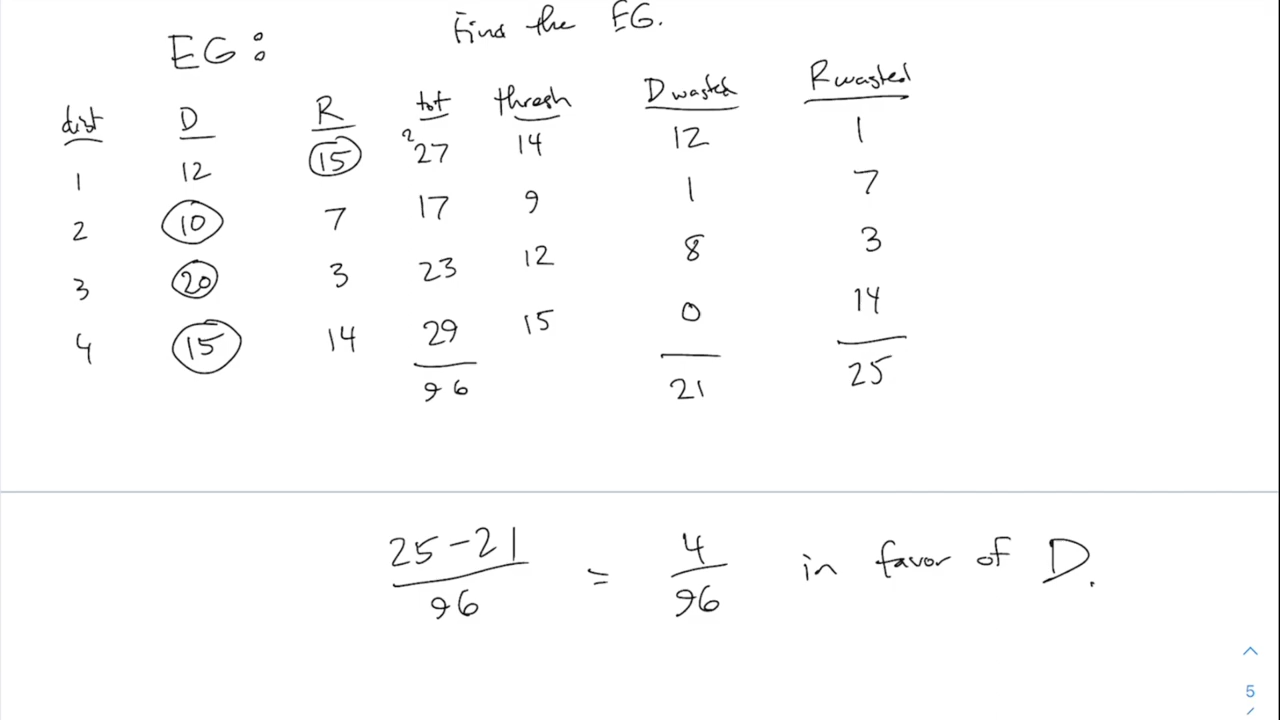 Find the EG.
EG:
dist D R tot thresh D wasted R wasted
1 12 15 27 14 12 1
2 10 7 17 9 1 7
3 20 3 23 12 8 3
4 15 14 29 15 0 14
96 21 25
25-21 / 96 = 4 / 96 in favor of D.
5